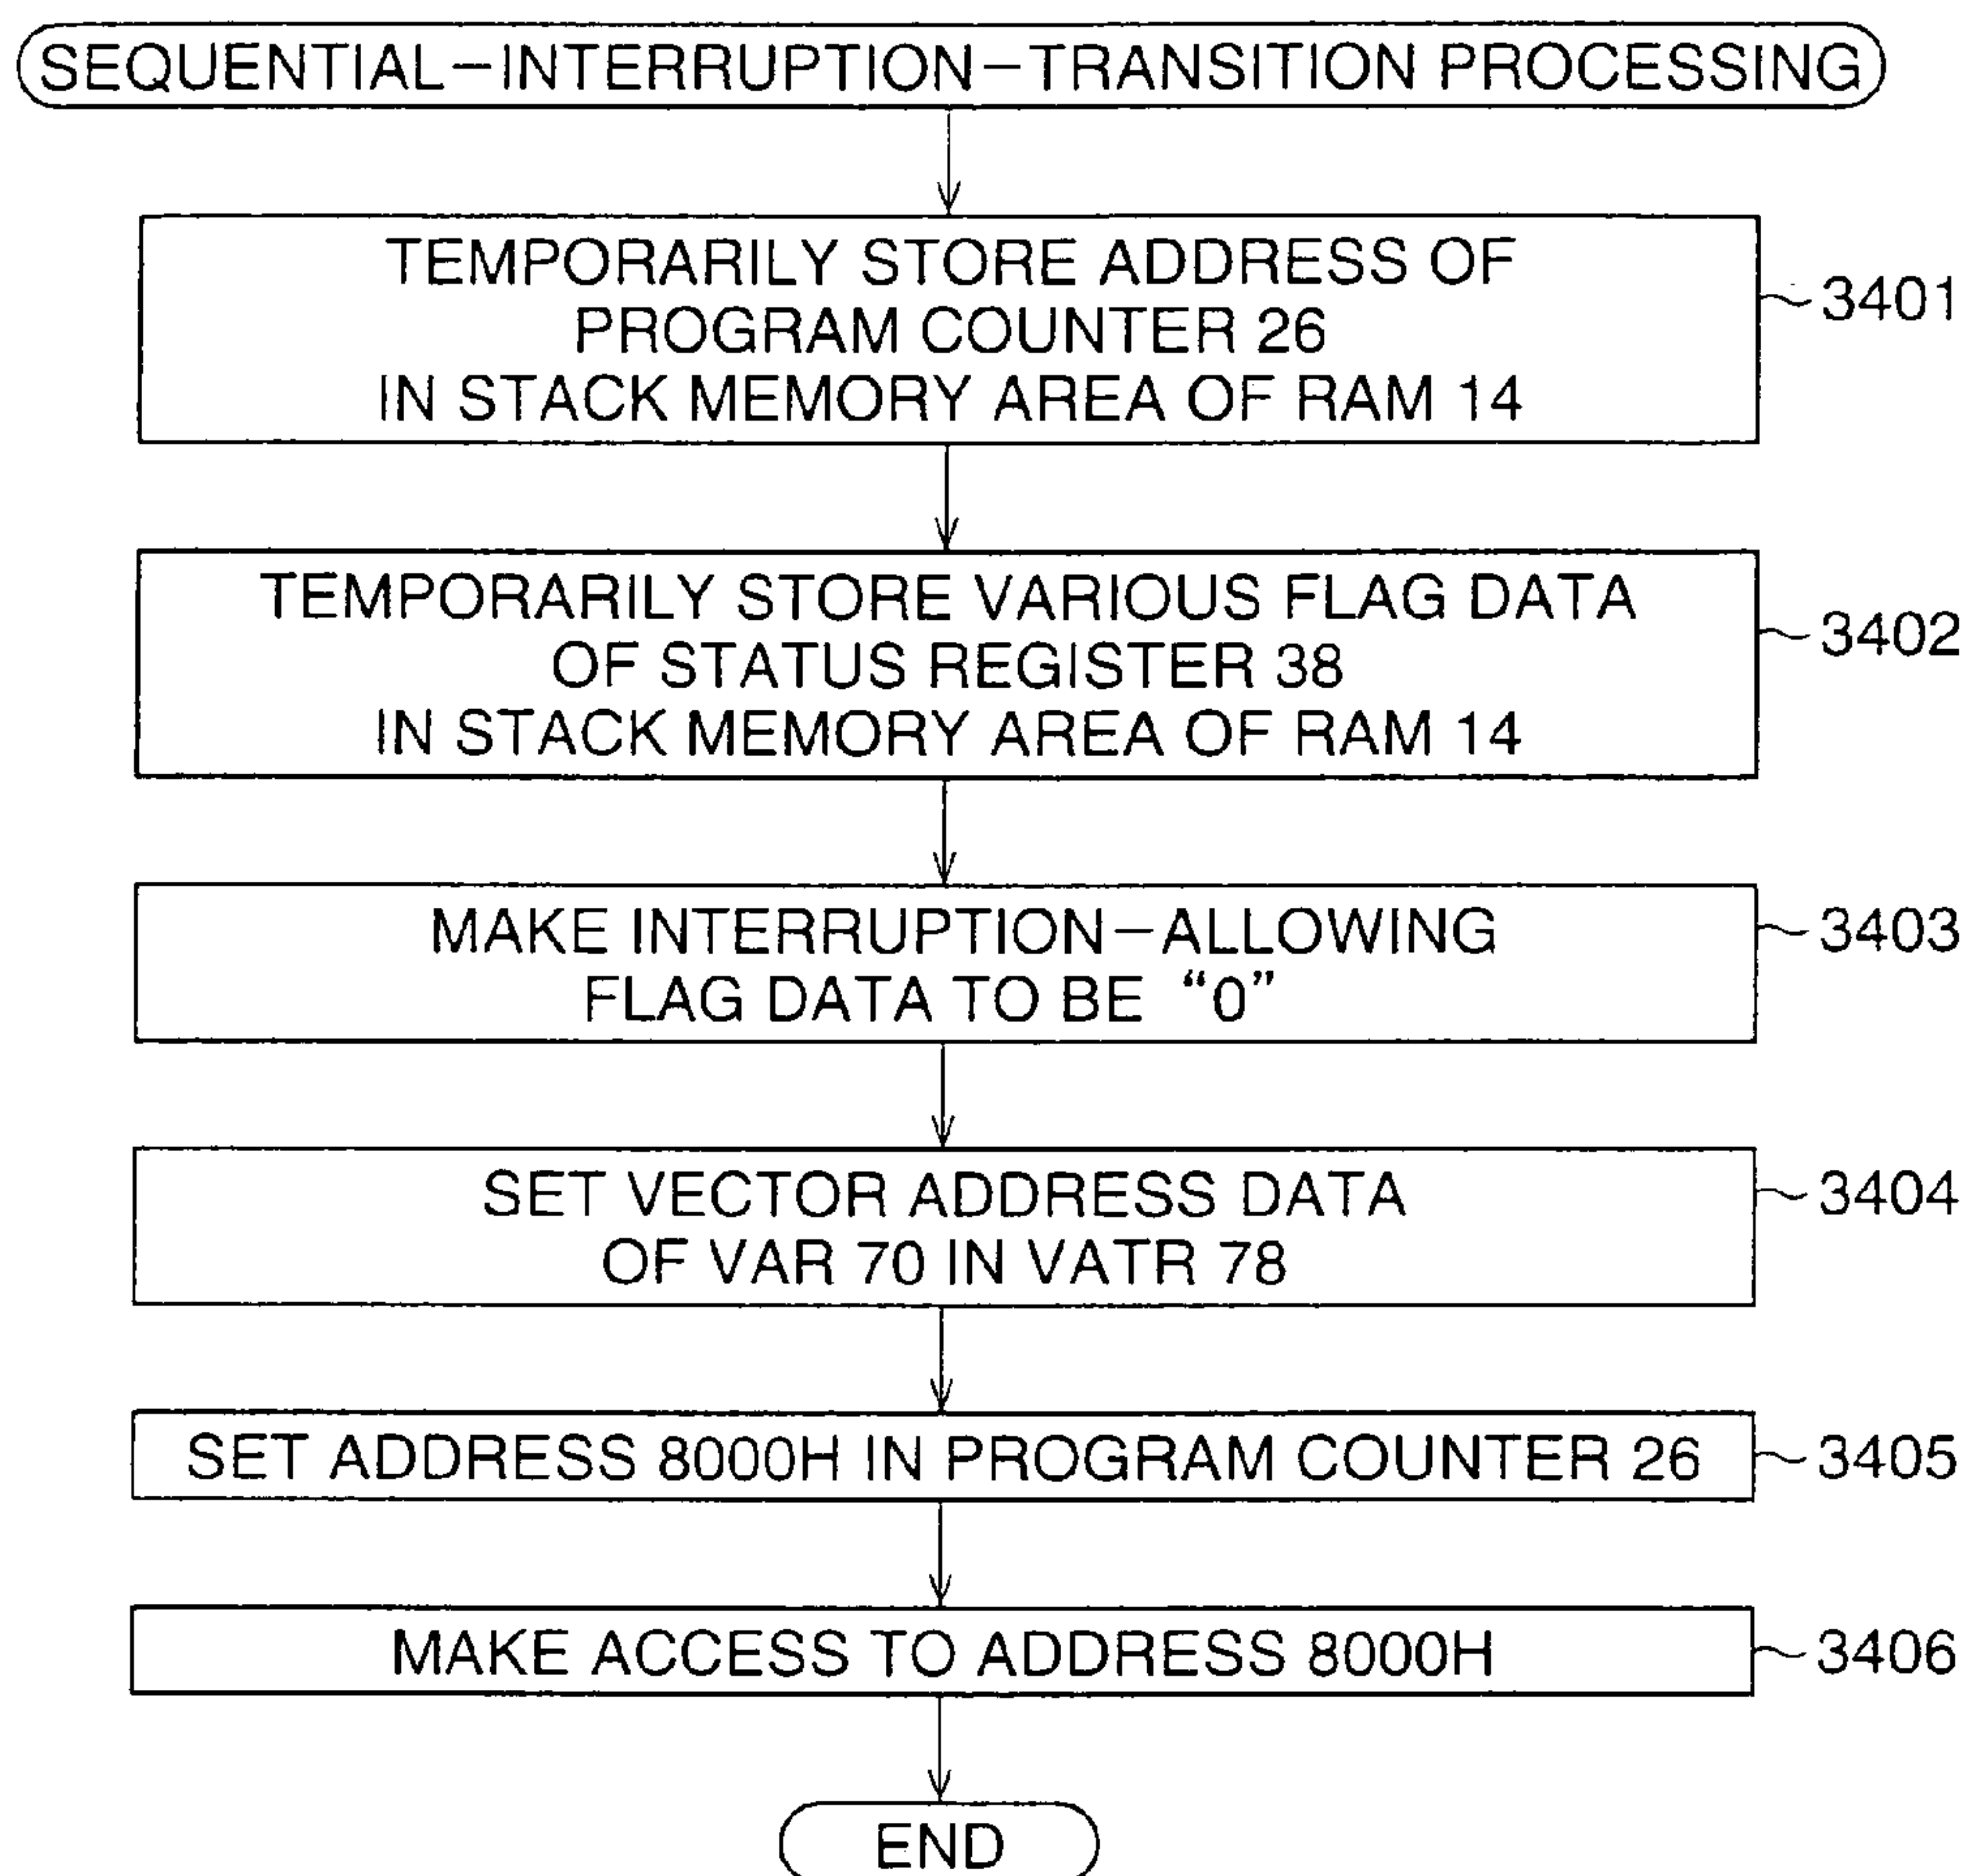 SEQUENTIAL−INTERRUPTION−TRANSITION PROCESSING
TEMPORARILY STORE ADDRESS OF
PROGRAM COUNTER 26
IN STACK MEMORY AREA OF RAM 14
3401
TEMPORARILY STORE VARIOUS FLAG DATA
OF STATUS REGISTER 38
IN STACK MEMORY AREA OF RAM 14
3402
MAKE INTERRUPTION−ALLOWING
FLAG DATA TO BE “0”
3403
SET VECTOR ADDRESS DATA
OF VAR 70 IN VATR 78
3404
SET ADDRESS 8000H IN PROGRAM COUNTER 26
3405
MAKE ACCESS TO ADDRESS 8000H
3406
END